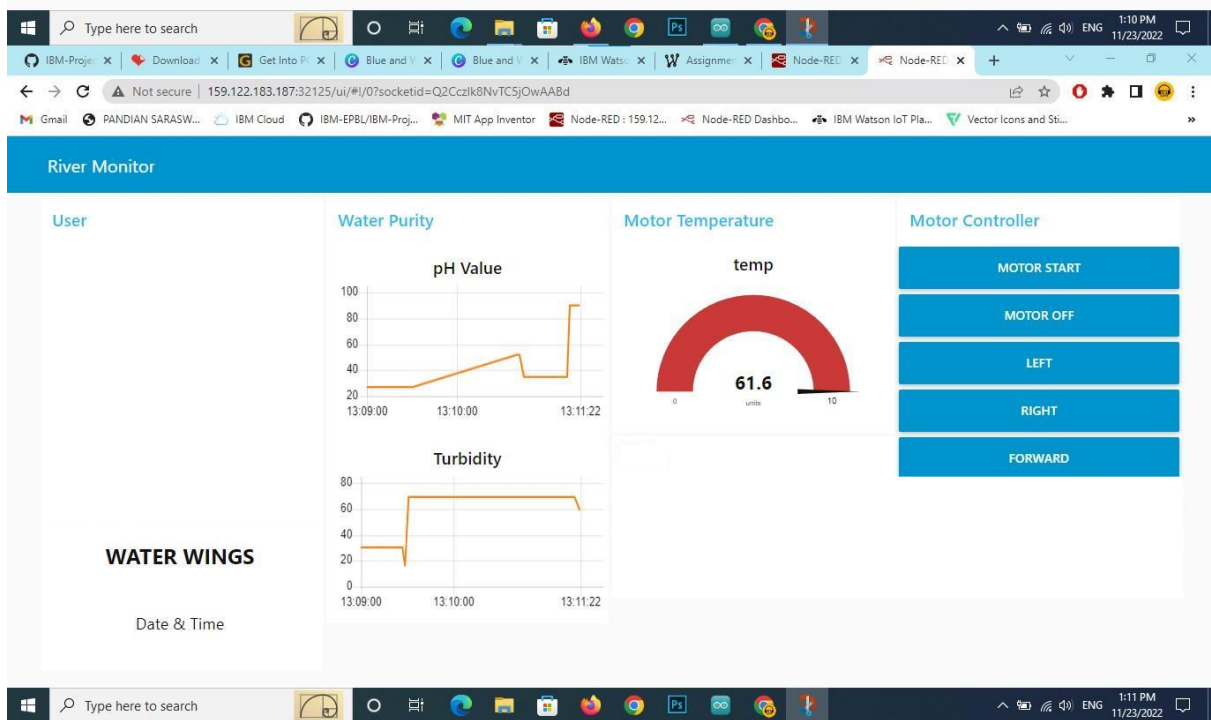 Type here to search
Ps
ENG
1:10 PM
11/23/2022
IBM-Proje
Download
Get Into P
Blue and V
Blue and V
IBM Watso
Assignmen
Node-RED
Node-RED
Not secure | 159.122.183.187:32125/ui/#!/0?socketid=Q2CczIk8NvTC5jOwAABd
Gmail
PANDIAN SARASW...
IBM Cloud
IBM-EPBL/IBM-Proj...
MIT App Inventor
Node-RED : 159.12...
Node-RED Dashbo...
IBM Watson IoT Pla...
Vector Icons and Sti...
River Monitor
User
WATER WINGS
Date & Time
Water Purity
pH Value
100
80
60
40
20
13:09:00 13:10:00 13:11:22
Turbidity
80
60
40
20
0
13:09:00 13:10:00 13:11:22
Motor Temperature
temp
61.6
0 units 10
Motor Controller
MOTOR START
MOTOR OFF
LEFT
RIGHT
FORWARD
Type here to search
Ps
ENG
1:11 PM
11/23/2022